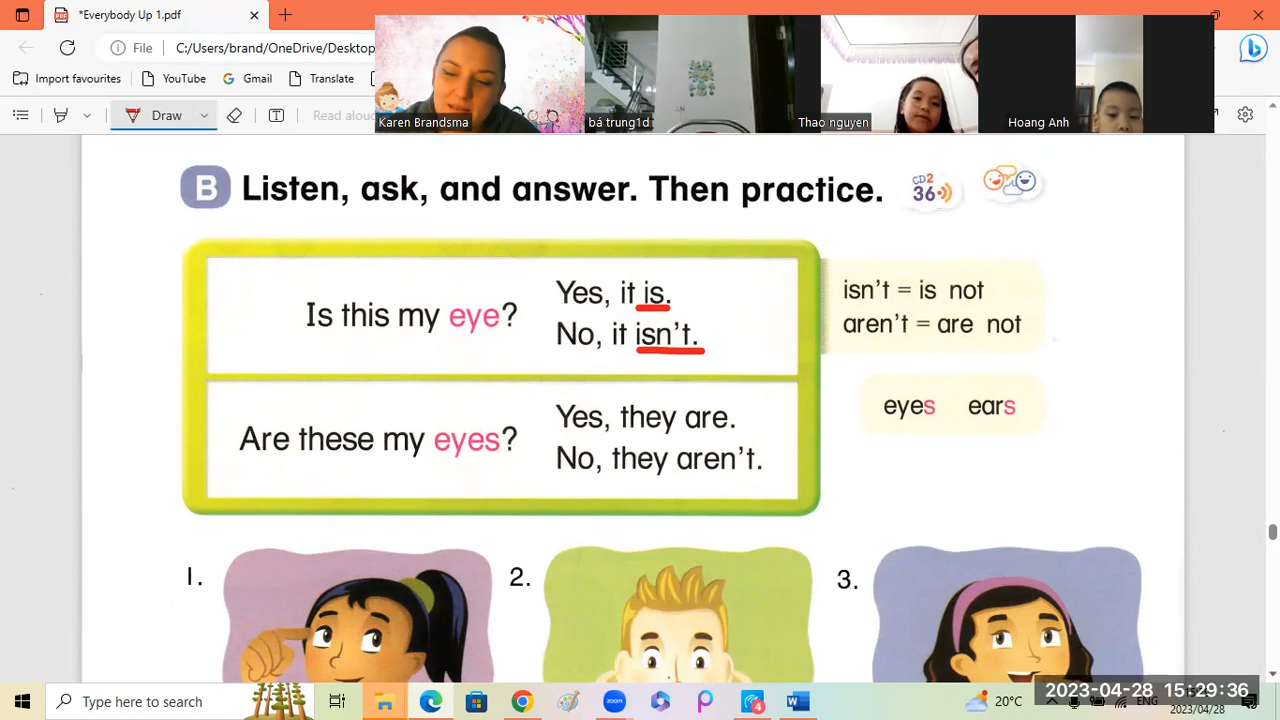 *Everybody Up 1.pdf
File
C:/Users/brand/OneDrive/Desktop
Import favourites
YouTube
Gmail
Translate
Draw
Read aloud
Karen Brandsma
bá trung1d
Thao nguyen
Hoang Anh
B Listen, ask, and answer. Then practice.
CD2
36
Is this my eye?
Yes, it is.
No, it isn't.
isn't = is not
aren't = are not
eyes ears
Are these my eyes?
Yes, they are.
No, they aren't.
1.
2.
3.
Type here to search
4
20°C
ENG
2023-04-28 15:29:36
2023/04/28